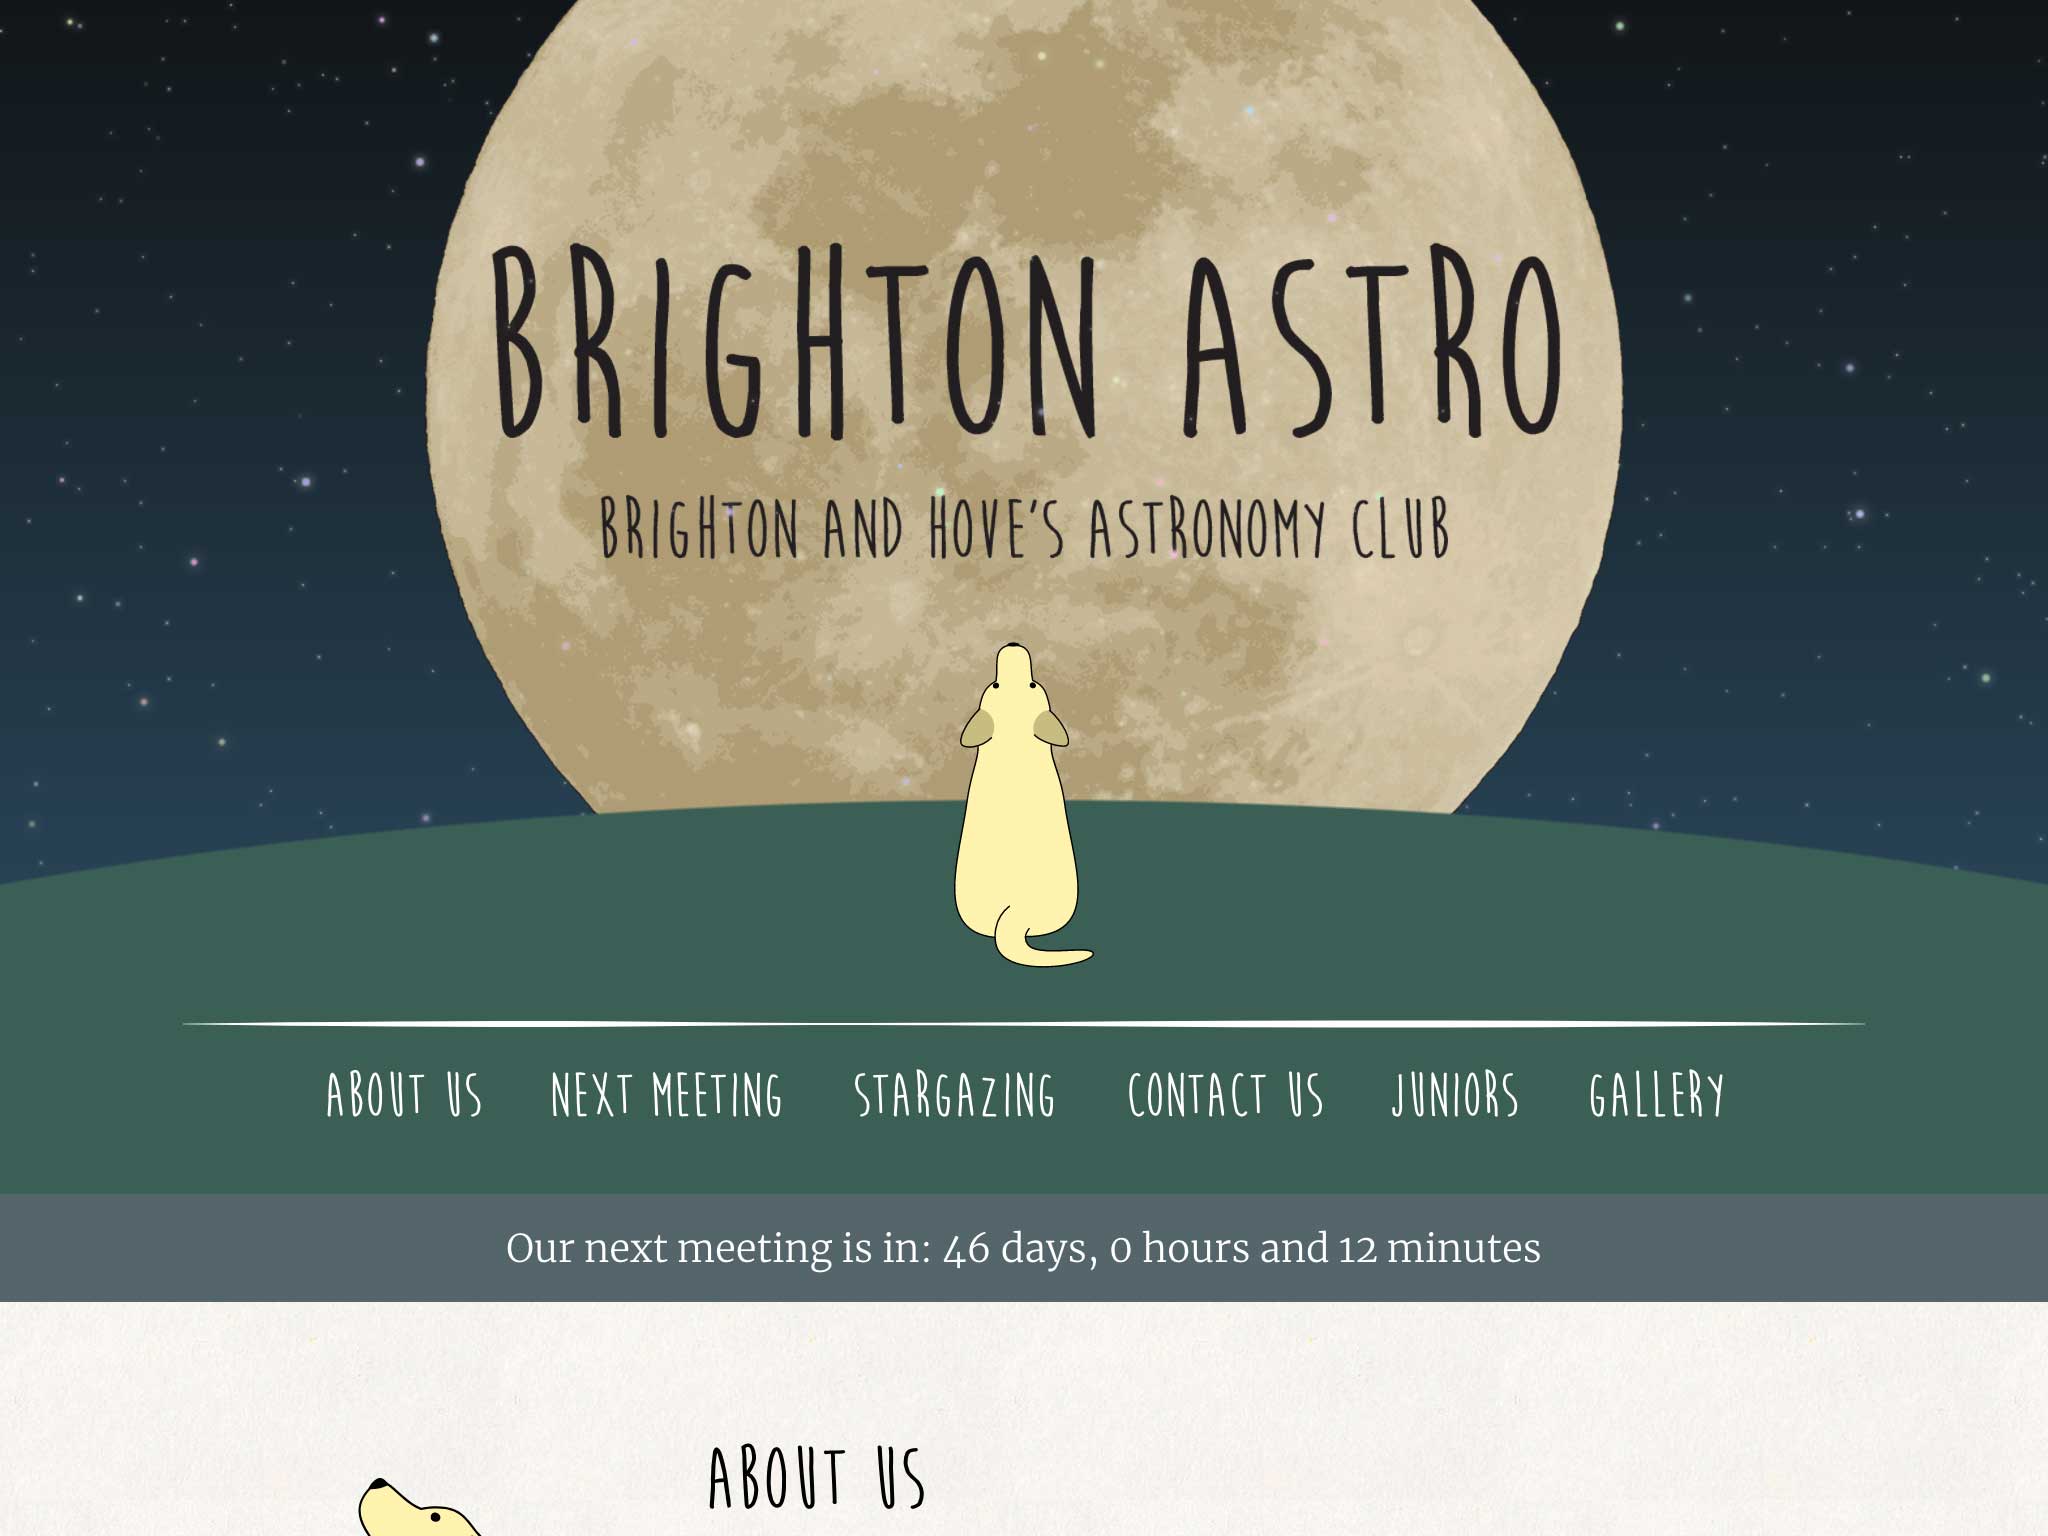 BRIGHTON ASTRO
BRIGHTON AND HOVE'S ASTRONOMY CLUB
ABOUT US NEXT MEETING STARGAZING CONTACT US JUNIORS GALLERY
Our next meeting is in: 46 days, 0 hours and 12 minutes
ABOUT US